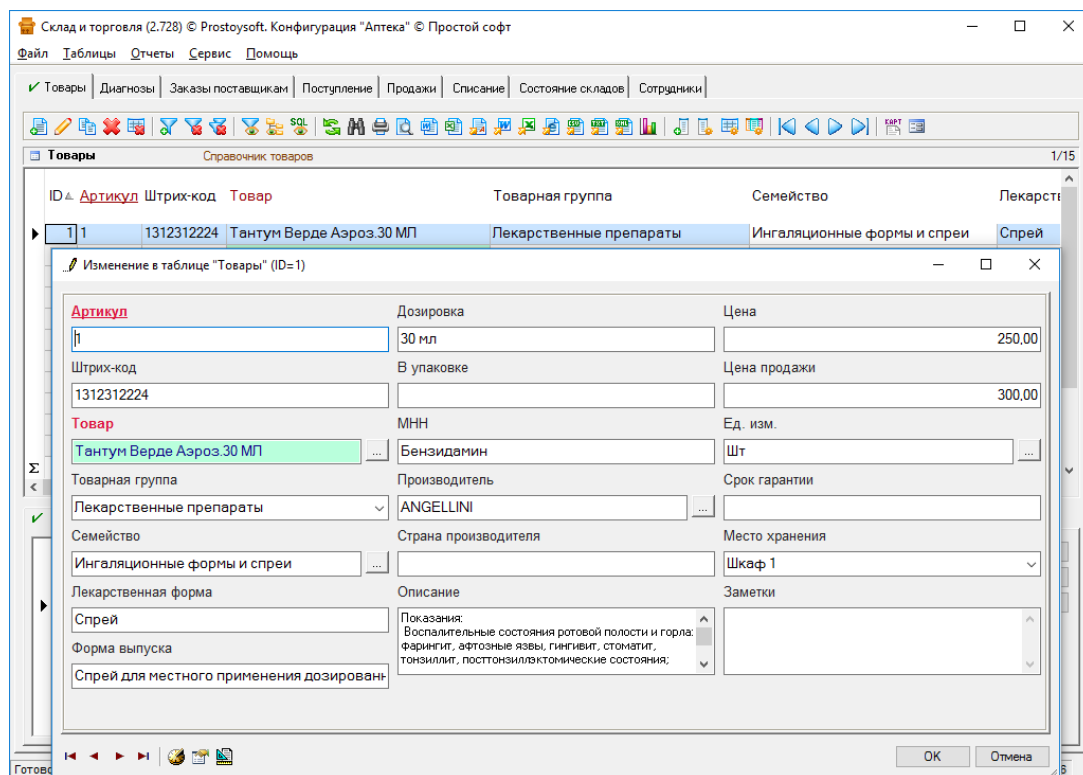 Склад и торговля (2.728) © Prostoysoft. Конфигурация "Аптека" © Простой софт
Файл Таблицы Отчеты Сервис Помощь
Товары Диагнозы Заказы поставщикам Поступление Продажи Списание Состояние складов Сотрудники
SQL
Товары Справочник товаров 1/15
ID Артикул Штрих-код Товар Товарная группа Семейство Лекарст
1 1 1312312224 Тантум Верде Аэроз.30 МЛ Лекарственные препараты Ингаляционные формы и спреи Спрей
Изменение в таблице "Товары" (ID=1)
Артикул Дозировка Цена
1 30 мл 250,00
Штрих-код В упаковке Цена продажи
1312312224 300,00
Товар МНН Ед. изм.
Тантум Верде Аэроз.30 МЛ ... Бензидамин Шт ...
Σ
Товарная группа Производитель Срок гарантии
Лекарственные препараты ANGELLINI ...
Семейство Страна производителя Место хранения
Ингаляционные формы и спреи ... Шкаф 1
Лекарственная форма Описание Заметки
Спрей
Показания:
Воспалительные состояния ротовой полости и горла:
фарингит, афтозные язвы, гингивит, стоматит,
тонзиллит, посттонзиллэктомические состояния;
Форма выпуска
Спрей для местного применения дозированн
OK Отмена
Готово